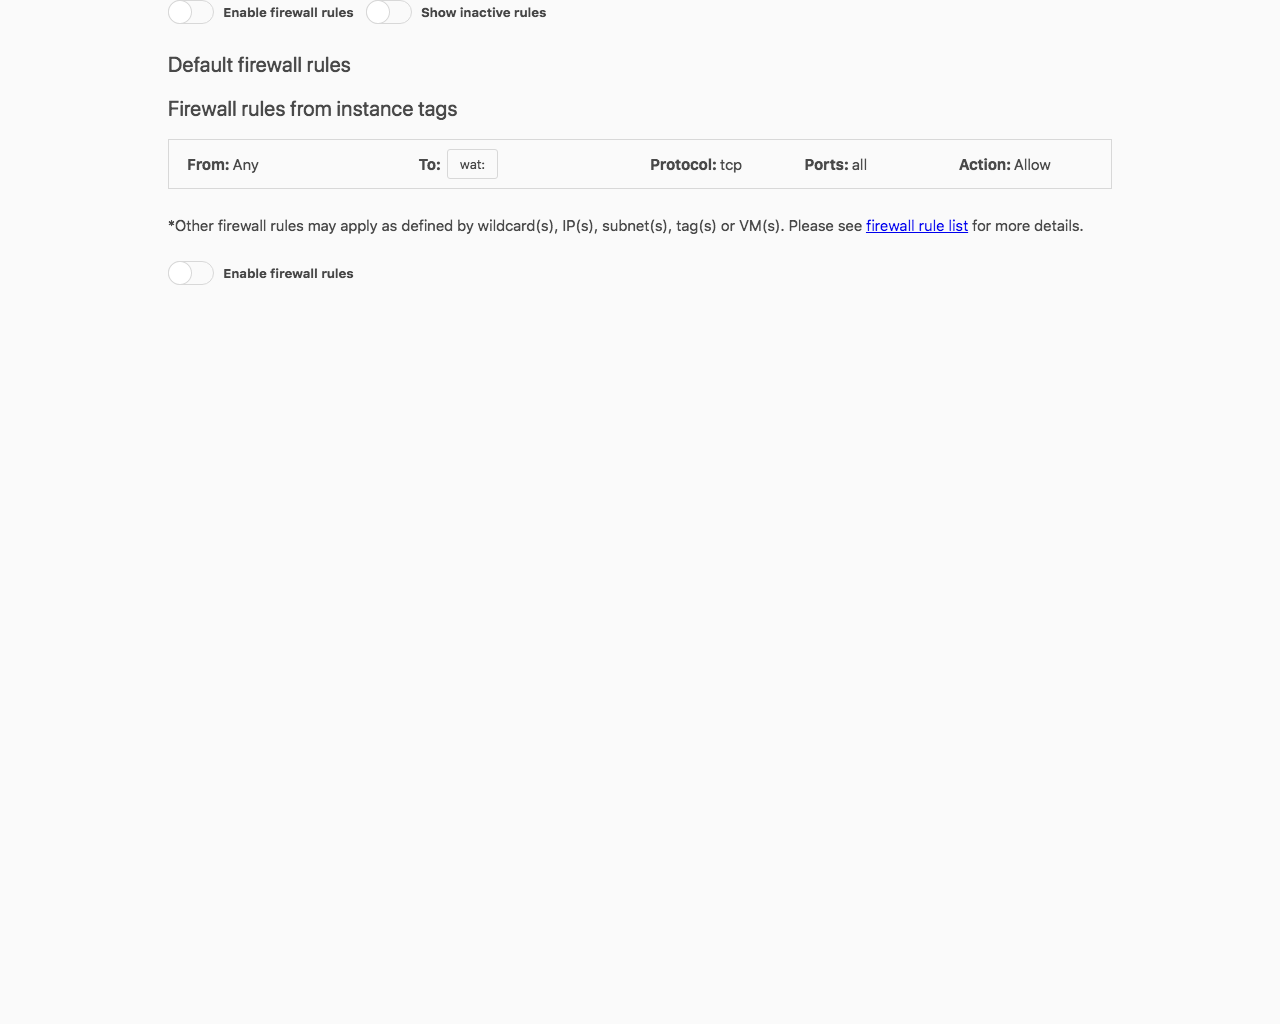 Enable firewall rules Show inactive rules
Default firewall rules
Firewall rules from instance tags
From: Any To: wat: Protocol: tcp Ports: all Action: Allow
*Other firewall rules may apply as defined by wildcard(s), IP(s), subnet(s), tag(s) or VM(s). Please see firewall rule list for more details.
Enable firewall rules